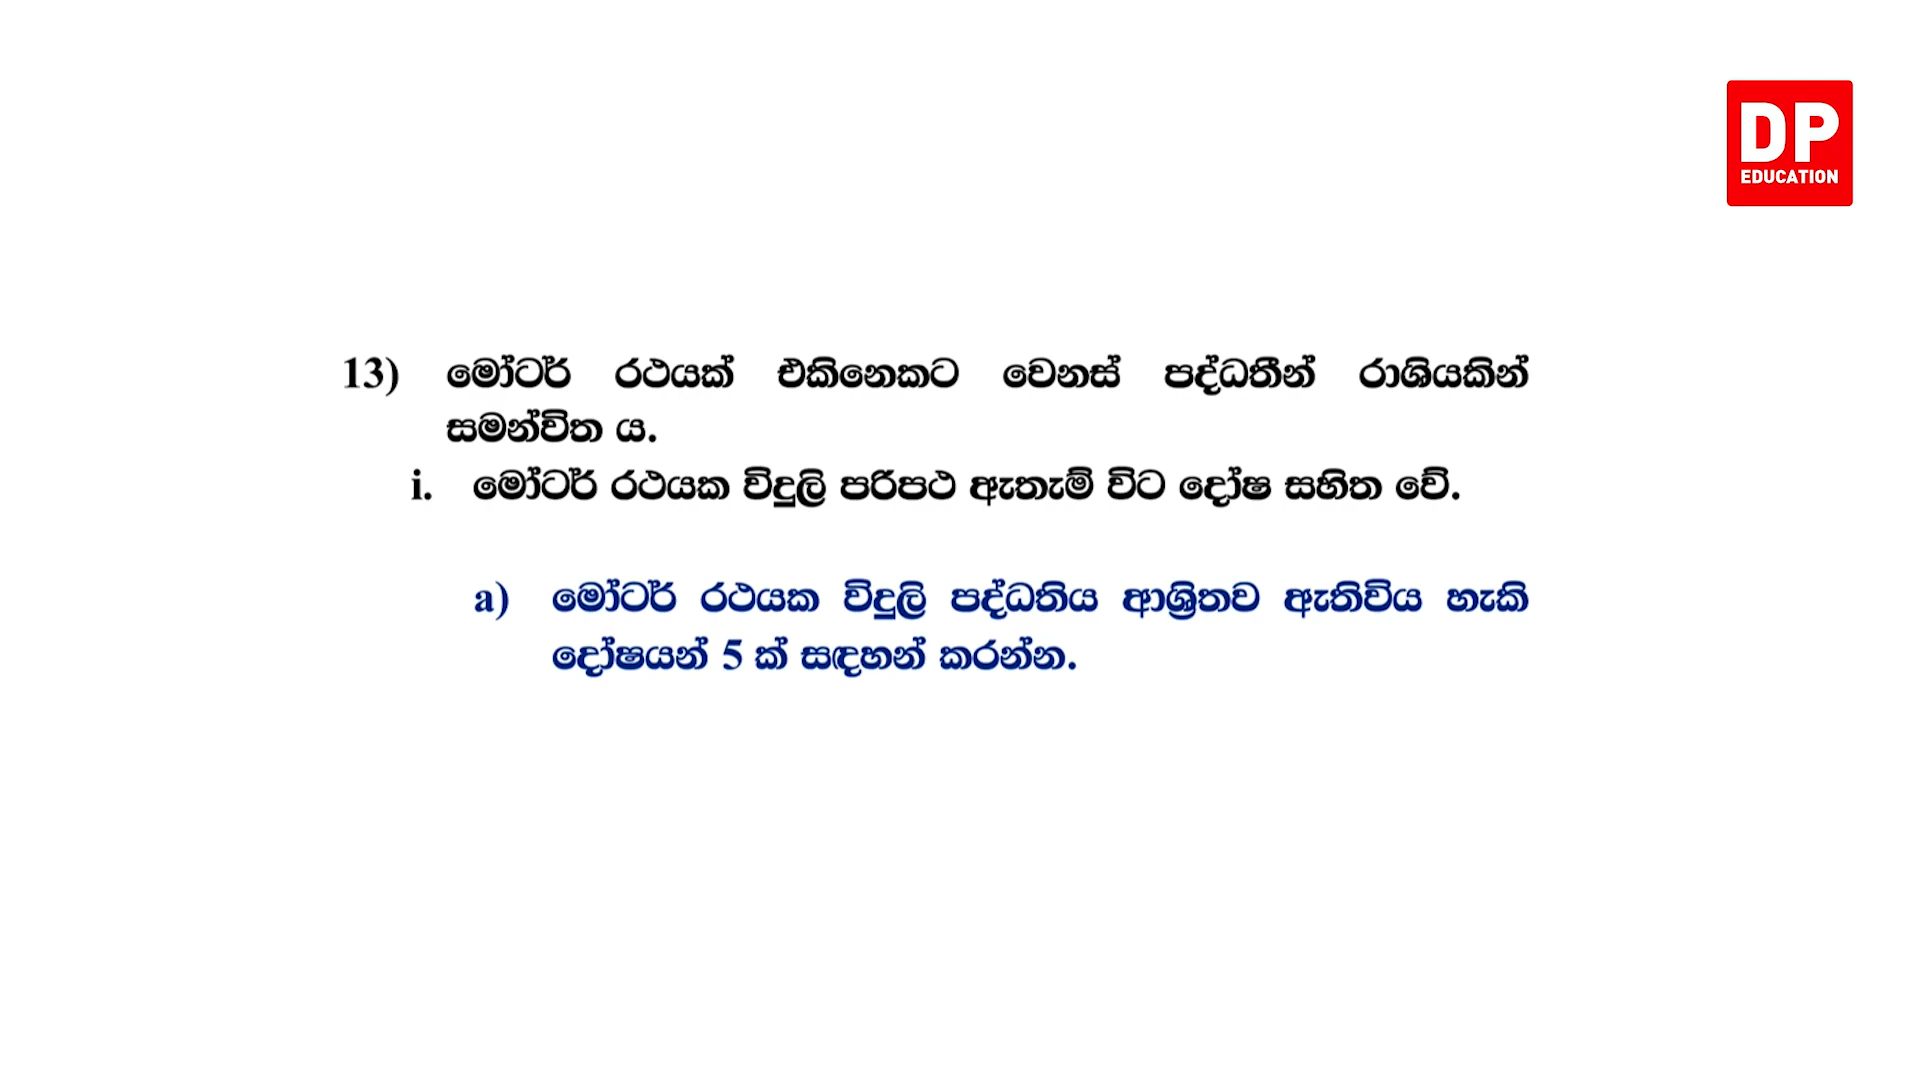 DP
EDUCATION
13) මෝටර් රථයක් එකිනෙකට වෙනස් පද්ධතීන් රාශියකින්
සමන්විත ය.
i. මෝටර් රථයක විදුලි පරිපථ ඇතැම් විට දෝෂ සහිත වේ.
a) මෝටර් රථයක විදුලි පද්ධතිය ආශ්‍රිතව ඇතිවිය හැකි
දෝෂයන් 5 ක් සඳහන් කරන්න.